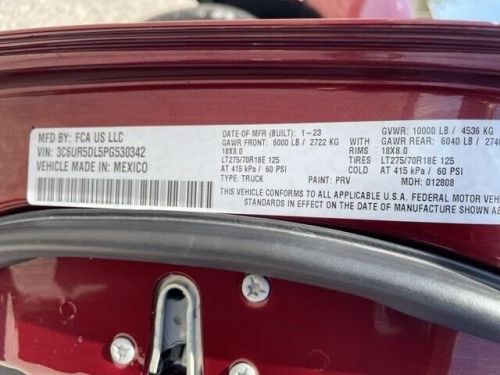 MFD BY: FCA US LLC
VIN: 3C6UR5DL5PG530342
VEHICLE MADE IN: MEXICO
DATE OF MFR (BUILT): 1-23
GAWR FRONT: 6000 LB / 2722 KG
WITH 18X8.0
RIMS LT275/70R18E 125
TIRES AT 415 kPa / 60 PSI
COLD
TYPE: TRUCK
PAINT: PRV
GVWR: 10000 LB / 4536 KG
GAWR REAR: 6040 LB /
WITH RIMS 18X8.0
TIRES LT275/70R18E 125
COLD AT 415 kPa / 60 PSI
MDH: 012808
THIS VEHICLE CONFORMS TO ALL APPLICABLE U.S.A. FEDERAL MOTOR
STANDARDS IN EFFECT ON THE DATE OF MANUFACTURE SHOWN